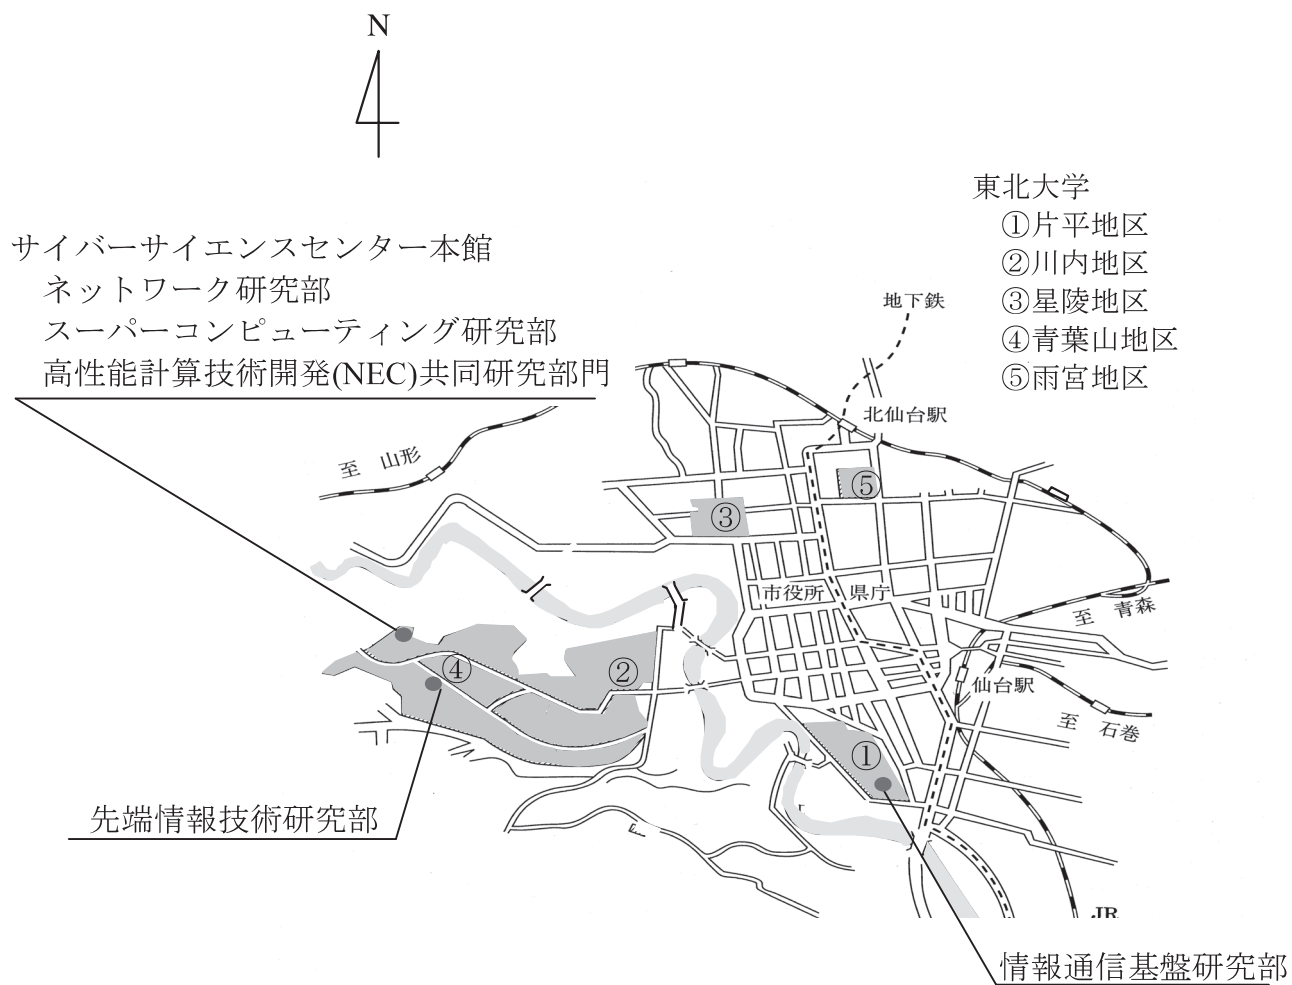 N
東北大学
①片平地区
②川内地区
③星陵地区
④青葉山地区
⑤雨宮地区
サイバーサイエンスセンター本館
ネットワーク研究部
スーパーコンピューティング研究部
高性能計算技術開発(NEC)共同研究部門
地下鉄
北仙台駅
至 山形
⑤
③
市役所
県庁
至 青森
④
②
仙台駅
至 石巻
①
先端情報技術研究部
JR
情報通信基盤研究部